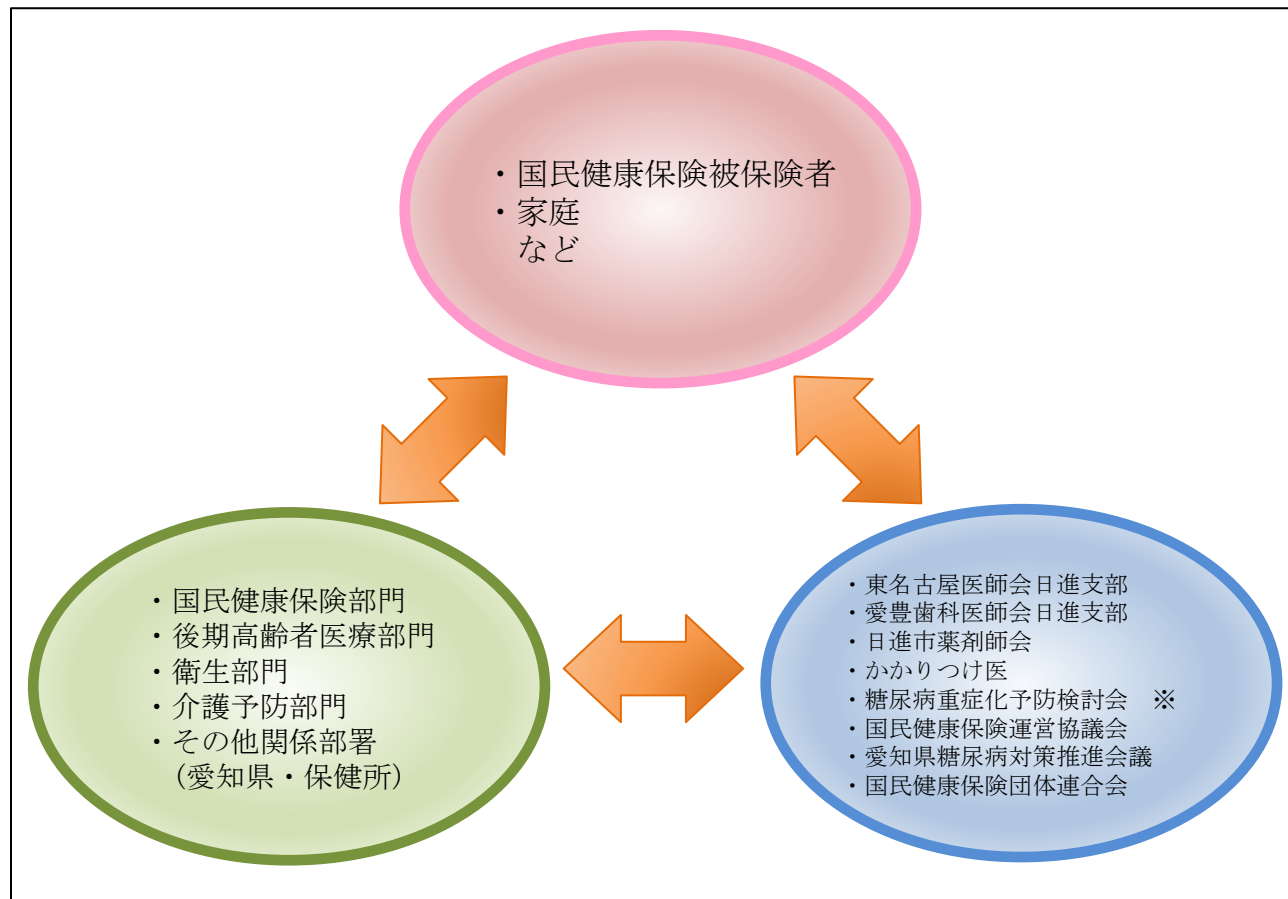 ・国民健康保険被保険者
・家庭
など
・国民健康保険部門
・後期高齢者医療部門
・衛生部門
・介護予防部門
・その他関係部署
（愛知県・保健所）
・東名古屋医師会日進支部
・愛豊歯科医師会日進支部
・日進市薬剤師会
・かかりつけ医
・糖尿病重症化予防検討会　※
・国民健康保険運営協議会
・愛知県糖尿病対策推進会議
・国民健康保険団体連合会